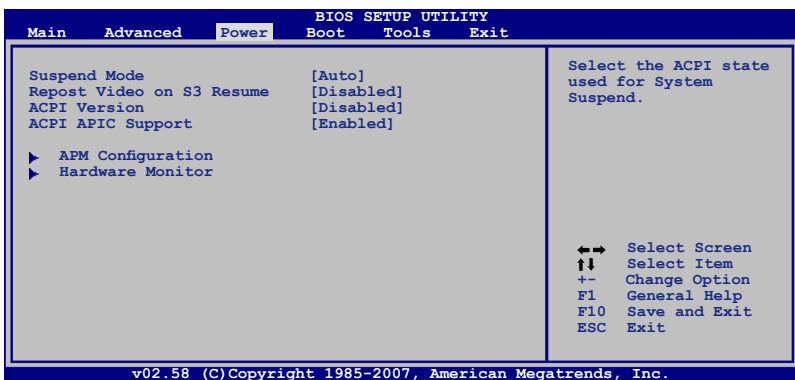 BIOS SETUP UTILITY
Main Advanced Power Boot Tools Exit
Suspend Mode [Auto]
Repost Video on S3 Resume [Disabled]
ACPI Version [Disabled]
ACPI APIC Support [Enabled]
APM Configuration
Hardware Monitor
Select the ACPI state
used for System
Suspend.
←→ Select Screen
↑↓ Select Item
+- Change Option
F1 General Help
F10 Save and Exit
ESC Exit
v02.58 (C)Copyright 1985-2007, American Megatrends, Inc.